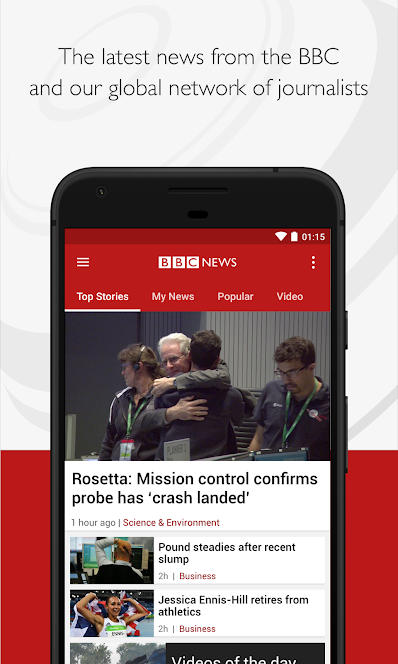 The latest news from the BBC
and our global network of journalists
01:15
BBC NEWS
Top Stories My News Popular Video
Rosetta: Mission control confirms
probe has ‘crash landed’
1 hour ago | Science & Environment
Pound steadies after recent
slump
2h | Business
Jessica Ennis-Hill retires from
athletics
2h | Business
ENNIS
Videos of the day